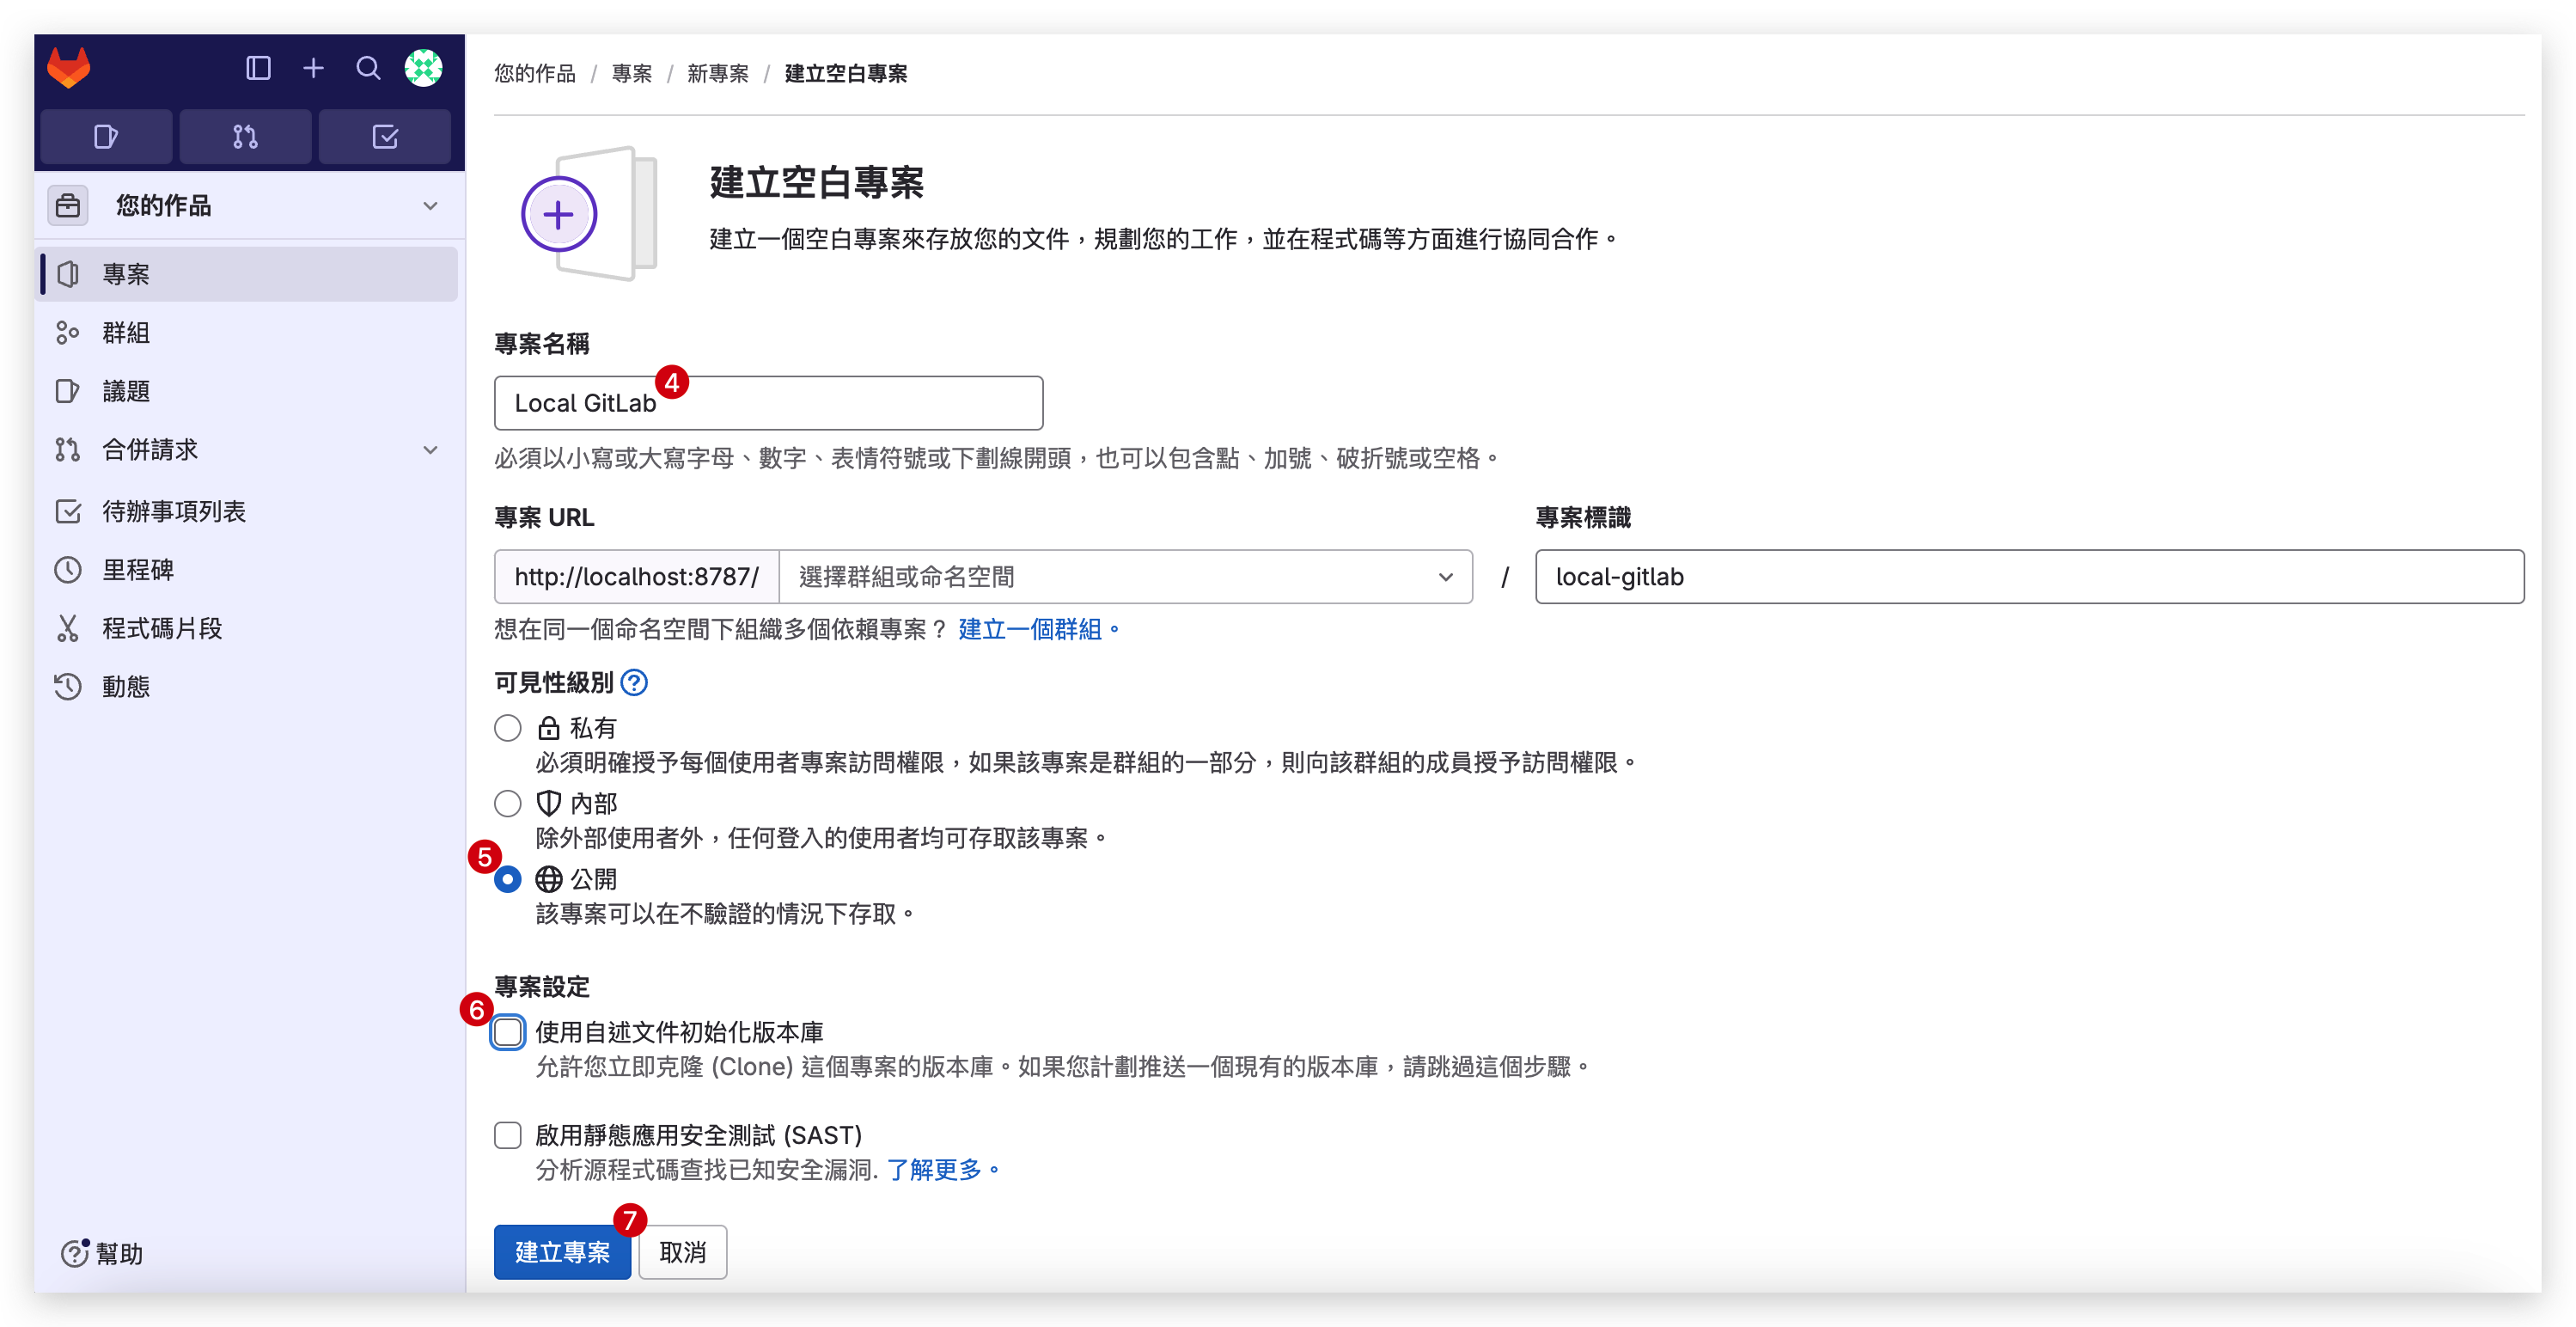 您的作品 / 專案 / 新專案 / 建立空白專案
您的作品
專案
群組
議題
合併請求
待辦事項列表
里程碑
程式碼片段
動態
幫助
建立空白專案
建立一個空白專案來存放您的文件，規劃您的工作，並在程式碼等方面進行協同合作。
專案名稱
4
Local GitLab
必須以小寫或大寫字母、數字、表情符號或下劃線開頭，也可以包含點、加號、破折號或空格。
專案 URL
專案標識
http://localhost:8787/ 選擇群組或命名空間 / local-gitlab
想在同一個命名空間下組織多個依賴專案？ 建立一個群組。
可見性級別
私有
必須明確授予每個使用者專案訪問權限，如果該專案是群組的一部分，則向該群組的成員授予訪問權限。
內部
除外部使用者外，任何登入的使用者均可存取該專案。
5
公開
該專案可以在不驗證的情況下存取。
專案設定
6
使用自述文件初始化版本庫
允許您立即克隆 (Clone) 這個專案的版本庫。如果您計劃推送一個現有的版本庫，請跳過這個步驟。
啟用靜態應用安全測試 (SAST)
分析源程式碼查找已知安全漏洞. 了解更多。
7
建立專案 取消